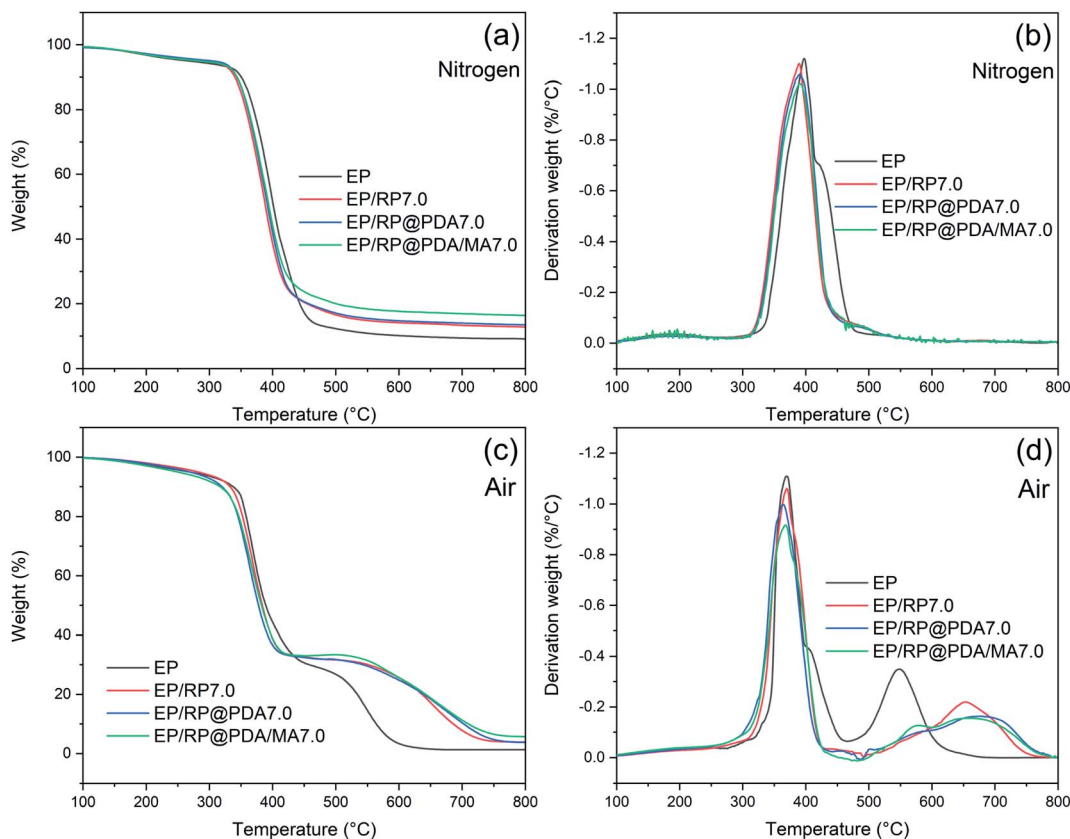 (a)
Nitrogen
EP
EP/RP7.0
EP/RP@PDA7.0
EP/RP@PDA/MA7.0
Weight (%)
100
80
60
40
20
0
100 200 300 400 500 600 700 800
Temperature (°C)
(b)
Nitrogen
EP
EP/RP7.0
EP/RP@PDA7.0
EP/RP@PDA/MA7.0
Derivation weight (%/°C)
-1.2
-1.0
-0.8
-0.6
-0.4
-0.2
0.0
100 200 300 400 500 600 700 800
Temperature (°C)
(c)
Air
EP
EP/RP7.0
EP/RP@PDA7.0
EP/RP@PDA/MA7.0
Weight (%)
100
80
60
40
20
0
100 200 300 400 500 600 700 800
Temperature (°C)
(d)
Air
EP
EP/RP7.0
EP/RP@PDA7.0
EP/RP@PDA/MA7.0
Derivation weight (%/°C)
-1.2
-1.0
-0.8
-0.6
-0.4
-0.2
0.0
100 200 300 400 500 600 700 800
Temperature (°C)